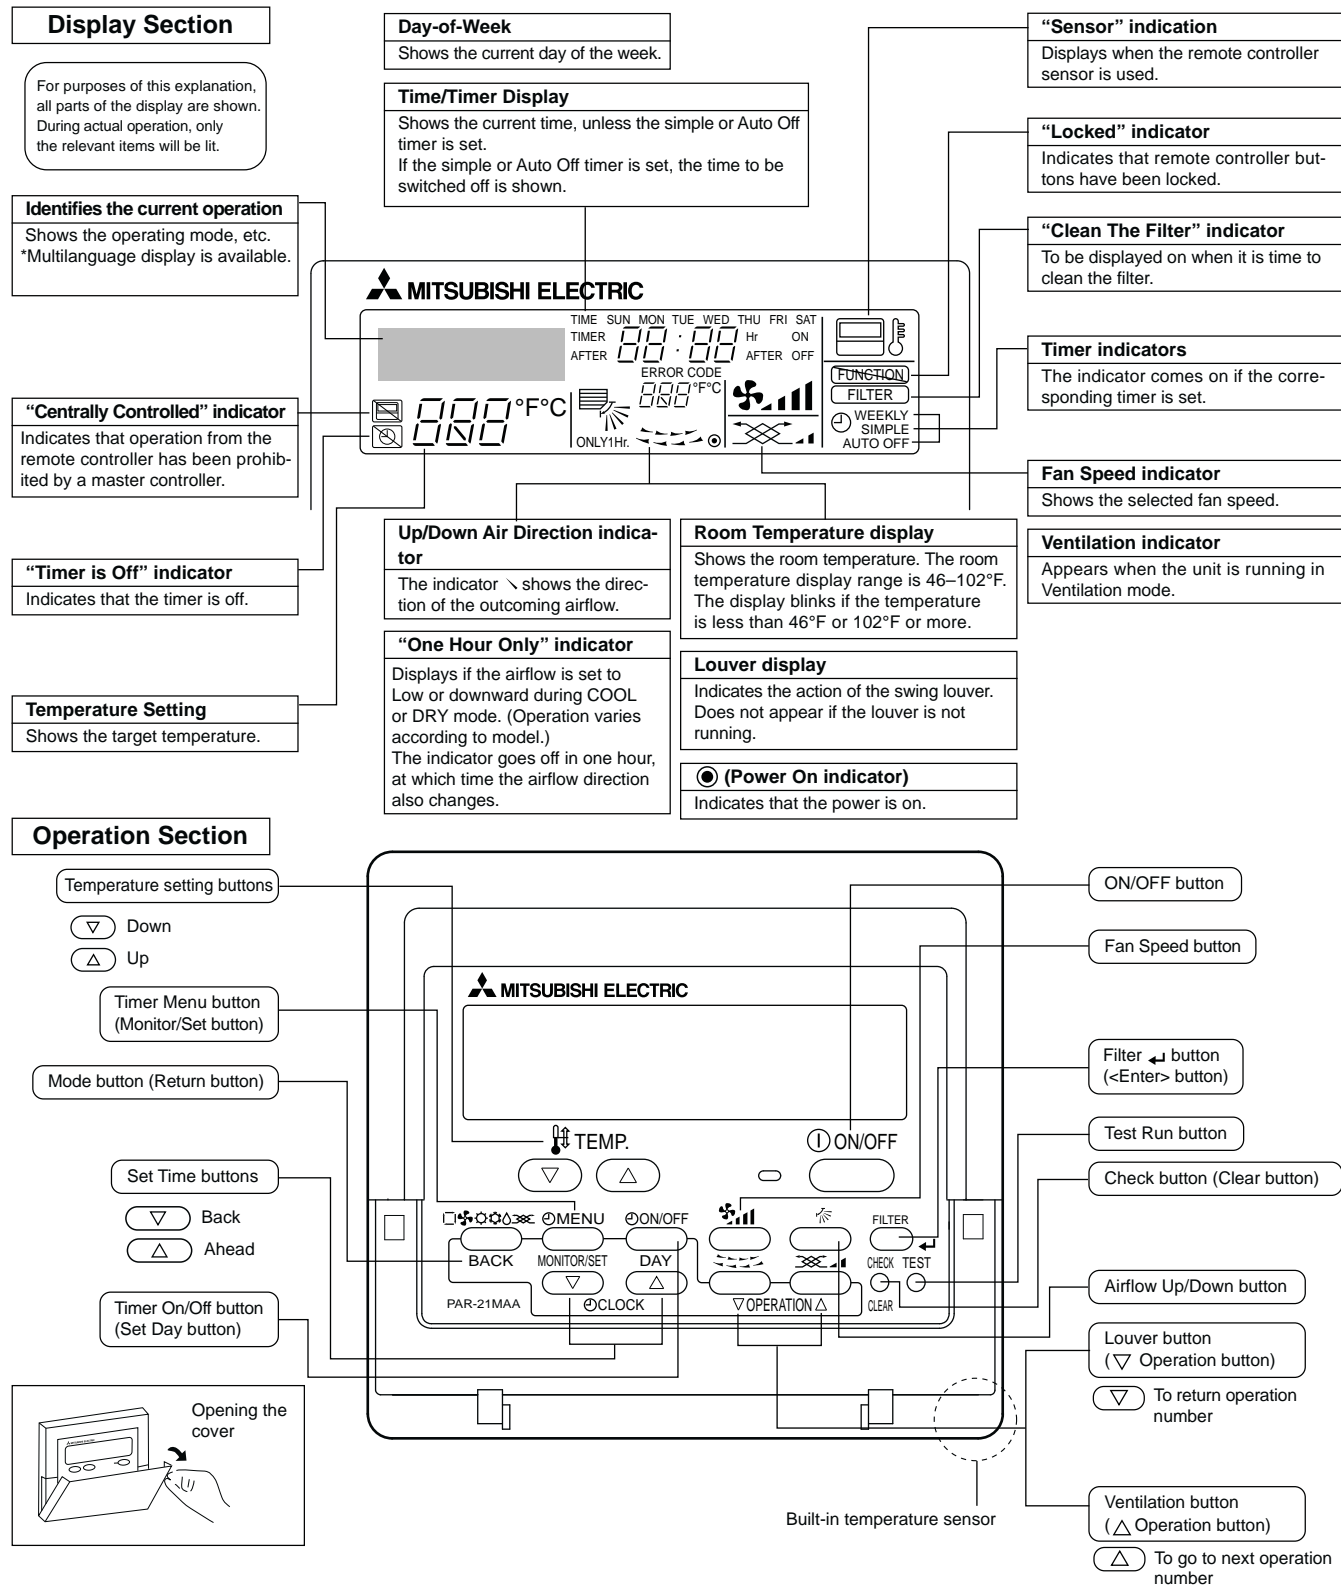 Display Section
For purposes of this explanation,
all parts of the display are shown.
During actual operation, only
the relevant items will be lit.
Identifies the current operation
Shows the operating mode, etc.
*Multilanguage display is available.
"Centrally Controlled" indicator
Indicates that operation from the
remote controller has been prohib-
ited by a master controller.
"Timer is Off" indicator
Indicates that the timer is off.
Temperature Setting
Shows the target temperature.
Day-of-Week
Shows the current day of the week.
Time/Timer Display
Shows the current time, unless the simple or Auto Off
timer is set.
If the simple or Auto Off timer is set, the time to be
switched off is shown.
MITSUBISHI ELECTRIC
TIME SUN MON TUE WED THU FRI SAT
TIMER Hr ON
AFTER AFTER OFF
ERROR CODE
°F°C
°F°C
ONLY1Hr.
FUNCTION
FILTER
WEEKLY
SIMPLE
AUTO OFF
Up/Down Air Direction indica-
tor
The indicator ↘ shows the direc-
tion of the outcoming airflow.
"One Hour Only" indicator
Displays if the airflow is set to
Low or downward during COOL
or DRY mode. (Operation varies
according to model.)
The indicator goes off in one hour,
at which time the airflow direction
also changes.
Room Temperature display
Shows the room temperature. The room
temperature display range is 46–102°F.
The display blinks if the temperature
is less than 46°F or 102°F or more.
Louver display
Indicates the action of the swing louver.
Does not appear if the louver is not
running.
◉ (Power On indicator)
Indicates that the power is on.
"Sensor" indication
Displays when the remote controller
sensor is used.
"Locked" indicator
Indicates that remote controller but-
tons have been locked.
"Clean The Filter" indicator
To be displayed on when it is time to
clean the filter.
Timer indicators
The indicator comes on if the corre-
sponding timer is set.
Fan Speed indicator
Shows the selected fan speed.
Ventilation indicator
Appears when the unit is running in
Ventilation mode.
Operation Section
Temperature setting buttons
▽ Down
△ Up
Timer Menu button
(Monitor/Set button)
Mode button (Return button)
Set Time buttons
▽ Back
△ Ahead
Timer On/Off button
(Set Day button)
Opening the
cover
MITSUBISHI ELECTRIC
TEMP. ON/OFF
▽ △
MENU ON/OFF FILTER
BACK MONITOR/SET DAY CHECK TEST
▽ △
PAR-21MAA CLOCK ▽ OPERATION △ CLEAR
Built-in temperature sensor
ON/OFF button
Fan Speed button
Filter ↵ button
(<Enter> button)
Test Run button
Check button (Clear button)
Airflow Up/Down button
Louver button
(▽ Operation button)
▽ To return operation
number
Ventilation button
(△ Operation button)
△ To go to next operation
number